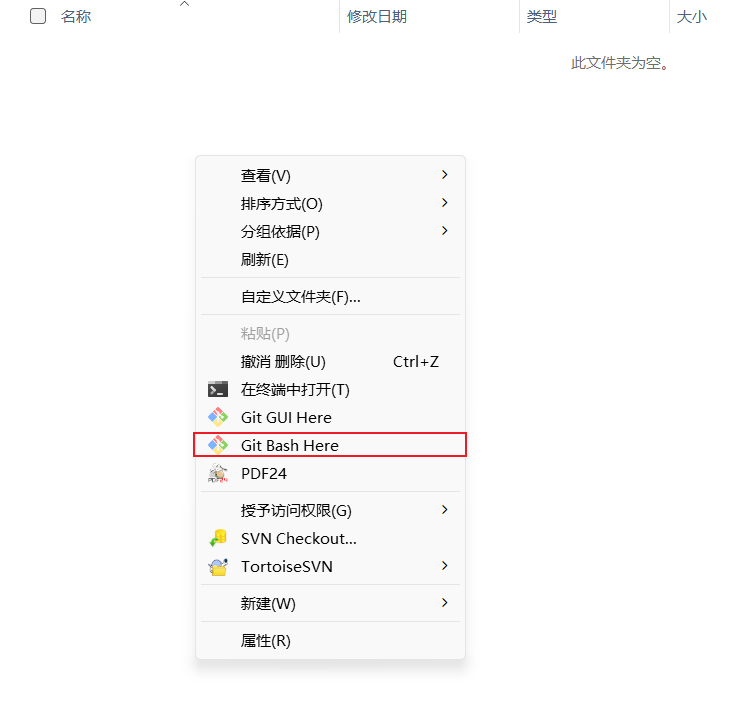 名称 修改日期 类型 大小
此文件夹为空。
查看(V)
排序方式(O)
分组依据(P)
刷新(E)
自定义文件夹(F)...
粘贴(P)
撤消 删除(U) Ctrl+Z
在终端中打开(T)
Git GUI Here
Git Bash Here
PDF24
授予访问权限(G)
SVN Checkout...
TortoiseSVN
新建(W)
属性(R)